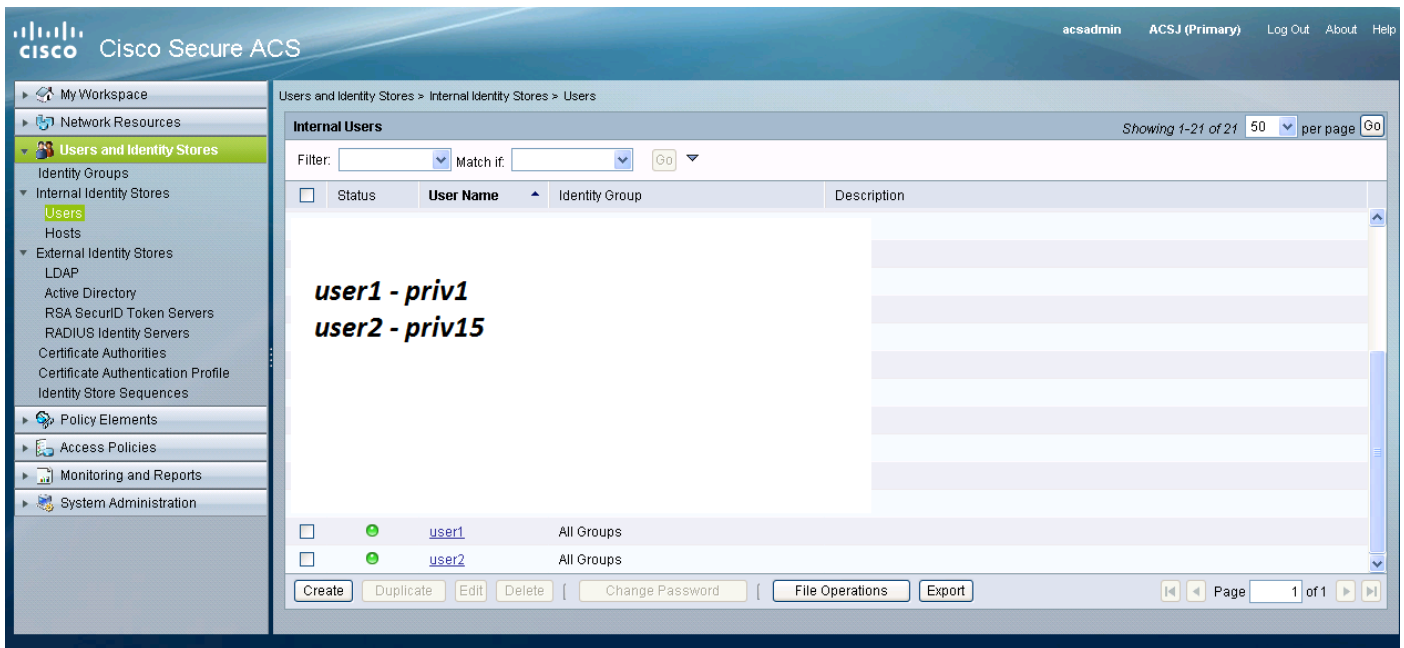 CISCO Cisco Secure ACS
acsadmin ACSJ (Primary) Log Out About Help
My Workspace
Network Resources
Users and Identity Stores
Identity Groups
Internal Identity Stores
Users
Hosts
External Identity Stores
LDAP
Active Directory
RSA SecurID Token Servers
RADIUS Identity Servers
Certificate Authorities
Certificate Authentication Profile
Identity Store Sequences
Policy Elements
Access Policies
Monitoring and Reports
System Administration
Users and Identity Stores > Internal Identity Stores > Users
Internal Users Showing 1-21 of 21 50 per page Go
Filter: Match if: Go
Status User Name Identity Group Description
user1 - priv1
user2 - priv15
user1 All Groups
user2 All Groups
Create Duplicate Edit Delete | Change Password | File Operations Export Page 1 of 1